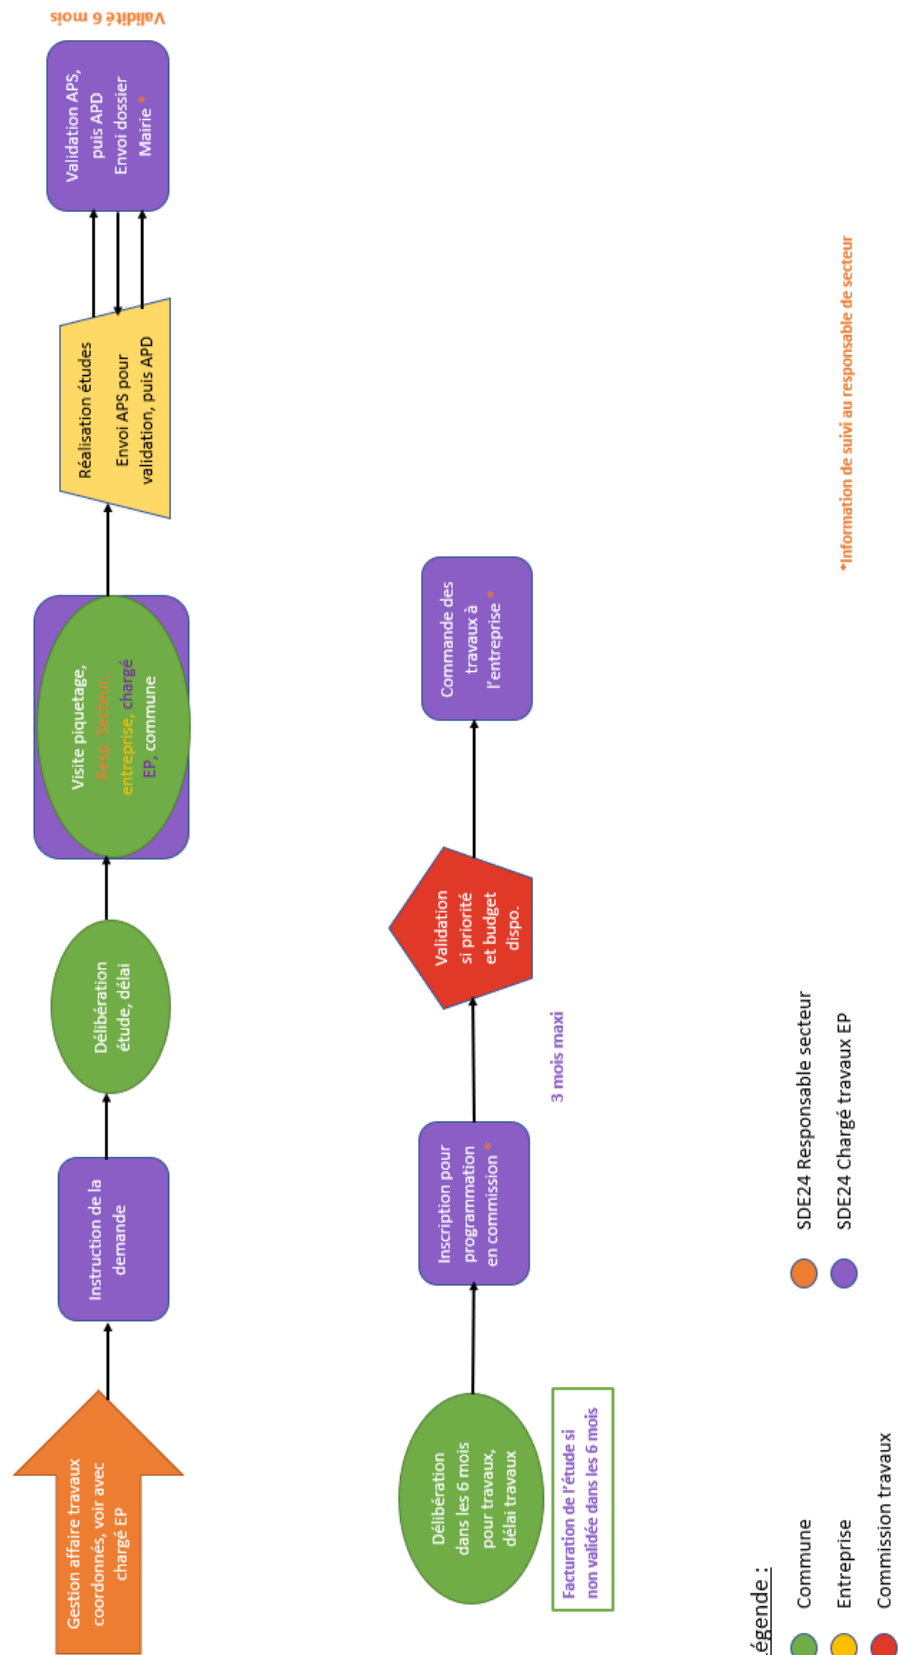 Gestion affaire travaux
coordonnés, voir avec
chargé EP
Instruction de la
demande
Délibération
étude, délai
Visite piquetage,
Resp. Secteur,
entreprise, chargé
EP, commune
Réalisation études
Envoi APS pour
validation, puis APD
Validation APS,
puis APD
Envoi dossier
Mairie *
Validité 6 mois
Délibération
dans les 6 mois
pour travaux,
délai travaux
Facturation de l'étude si
non validée dans les 6 mois
Inscription pour
programmation
en commission *
3 mois maxi
Validation
si priorité
et budget
dispo.
Commande des
travaux à
l'entreprise *
*Information de suivi au responsable de secteur
égende :
Commune
Entreprise
Commission travaux
SDE24 Responsable secteur
SDE24 Chargé travaux EP